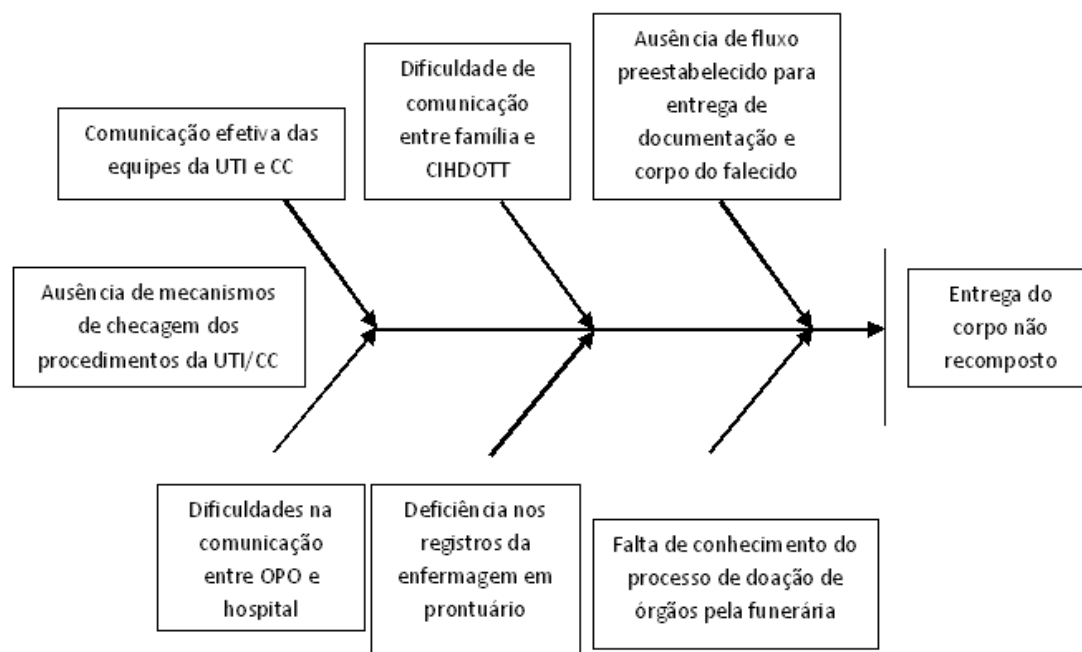 Comunicação efetiva das
equipes da UTI e CC
Dificuldade de
comunicação
entre família e
CIHDOTT
Ausência de fluxo
preestabelecido para
entrega de
documentação e
corpo do falecido
Ausência de mecanismos
de checagem dos
procedimentos da UTI/CC
Entrega do
corpo não
recomposto
Dificuldades na
comunicação
entre OPO e
hospital
Deficiência nos
registros da
enfermagem em
prontuário
Falta de conhecimento do
processo de doação de
órgãos pela funerária